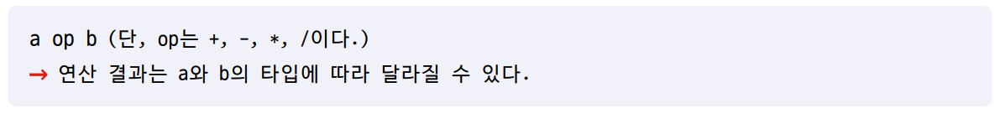 a op b (단, op는 +, -, *, /이다.)
→ 연산 결과는 a와 b의 타입에 따라 달라질 수 있다.